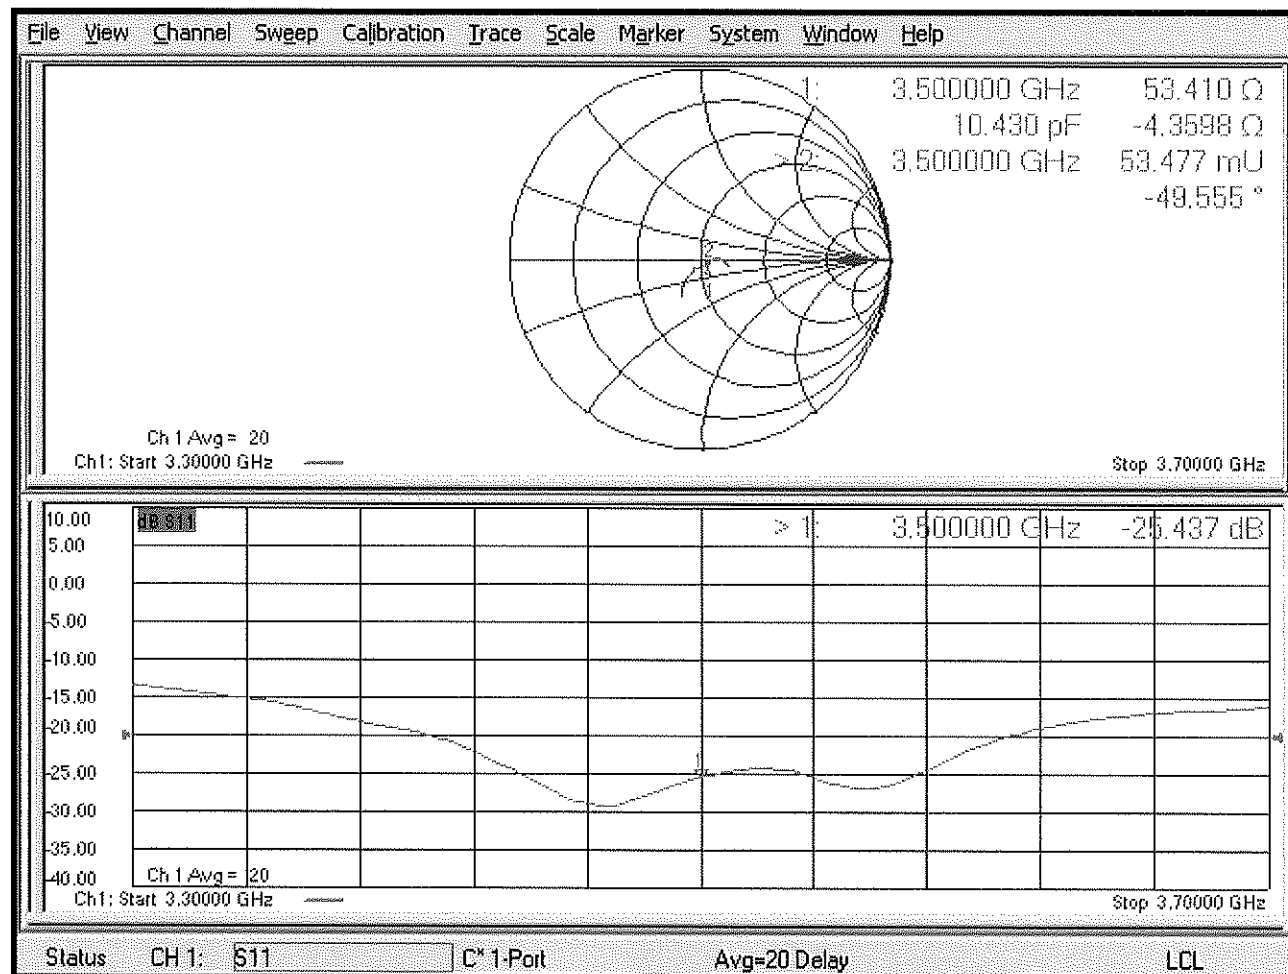 File View Channel Sweep Calibration Trace Scale Marker System Window Help
1: 3.500000 GHz 53.410 Ω
10.430 pF -4.3598 Ω
> 2: 3.500000 GHz 53.477 mU
-49.555 °
Ch 1 Avg = 20
Ch1: Start 3.30000 GHz
Stop 3.70000 GHz
10.00
dB S11
> 1: 3.500000 GHz -25.437 dB
5.00
0.00
-5.00
-10.00
-15.00
-20.00
-25.00
1
-30.00
-35.00
-40.00
Ch 1 Avg = 20
Ch1: Start 3.30000 GHz
Stop 3.70000 GHz
Status CH 1: S11 C* 1-Port Avg=20 Delay LCL